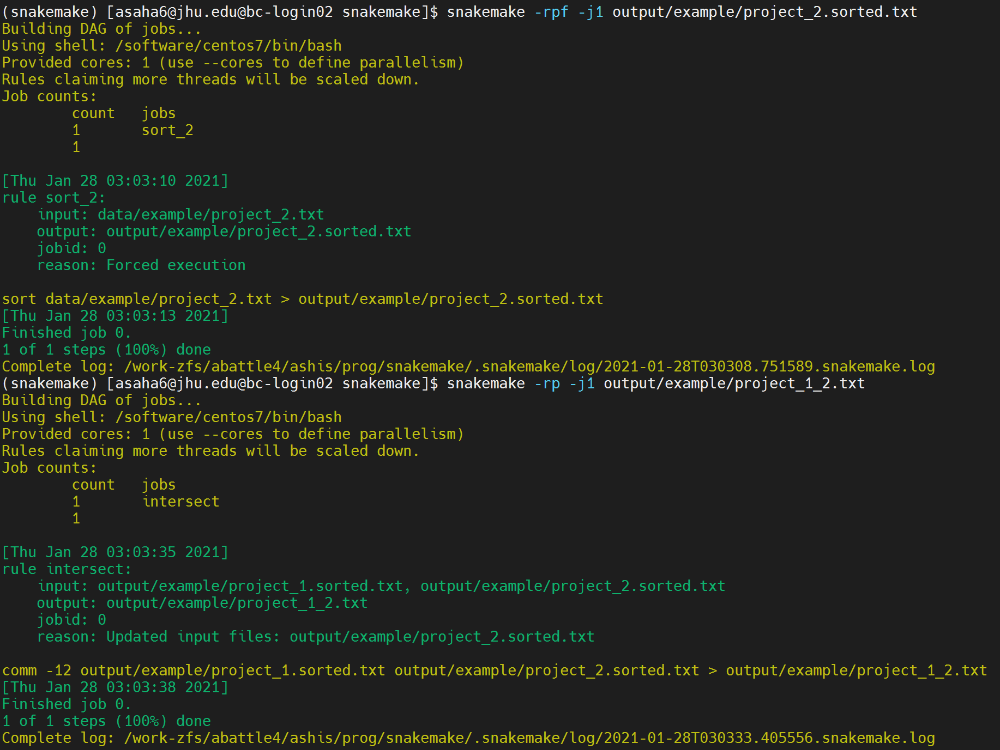 (snakemake) [asaha6@jhu.edu@bc-login02 snakemake]$ snakemake -rpf -j1 output/example/project_2.sorted.txt
Building DAG of jobs...
Using shell: /software/centos7/bin/bash
Provided cores: 1 (use --cores to define parallelism)
Rules claiming more threads will be scaled down.
Job counts:
        count   jobs
        1       sort_2
        1

[Thu Jan 28 03:03:10 2021]
rule sort_2:
    input: data/example/project_2.txt
    output: output/example/project_2.sorted.txt
    jobid: 0
    reason: Forced execution

sort data/example/project_2.txt > output/example/project_2.sorted.txt
[Thu Jan 28 03:03:13 2021]
Finished job 0.
1 of 1 steps (100%) done
Complete log: /work-zfs/abattle4/ashis/prog/snakemake/.snakemake/log/2021-01-28T030308.751589.snakemake.log
(snakemake) [asaha6@jhu.edu@bc-login02 snakemake]$ snakemake -rp -j1 output/example/project_1_2.txt
Building DAG of jobs...
Using shell: /software/centos7/bin/bash
Provided cores: 1 (use --cores to define parallelism)
Rules claiming more threads will be scaled down.
Job counts:
        count   jobs
        1       intersect
        1

[Thu Jan 28 03:03:35 2021]
rule intersect:
    input: output/example/project_1.sorted.txt, output/example/project_2.sorted.txt
    output: output/example/project_1_2.txt
    jobid: 0
    reason: Updated input files: output/example/project_2.sorted.txt

comm -12 output/example/project_1.sorted.txt output/example/project_2.sorted.txt > output/example/project_1_2.txt
[Thu Jan 28 03:03:38 2021]
Finished job 0.
1 of 1 steps (100%) done
Complete log: /work-zfs/abattle4/ashis/prog/snakemake/.snakemake/log/2021-01-28T030333.405556.snakemake.log